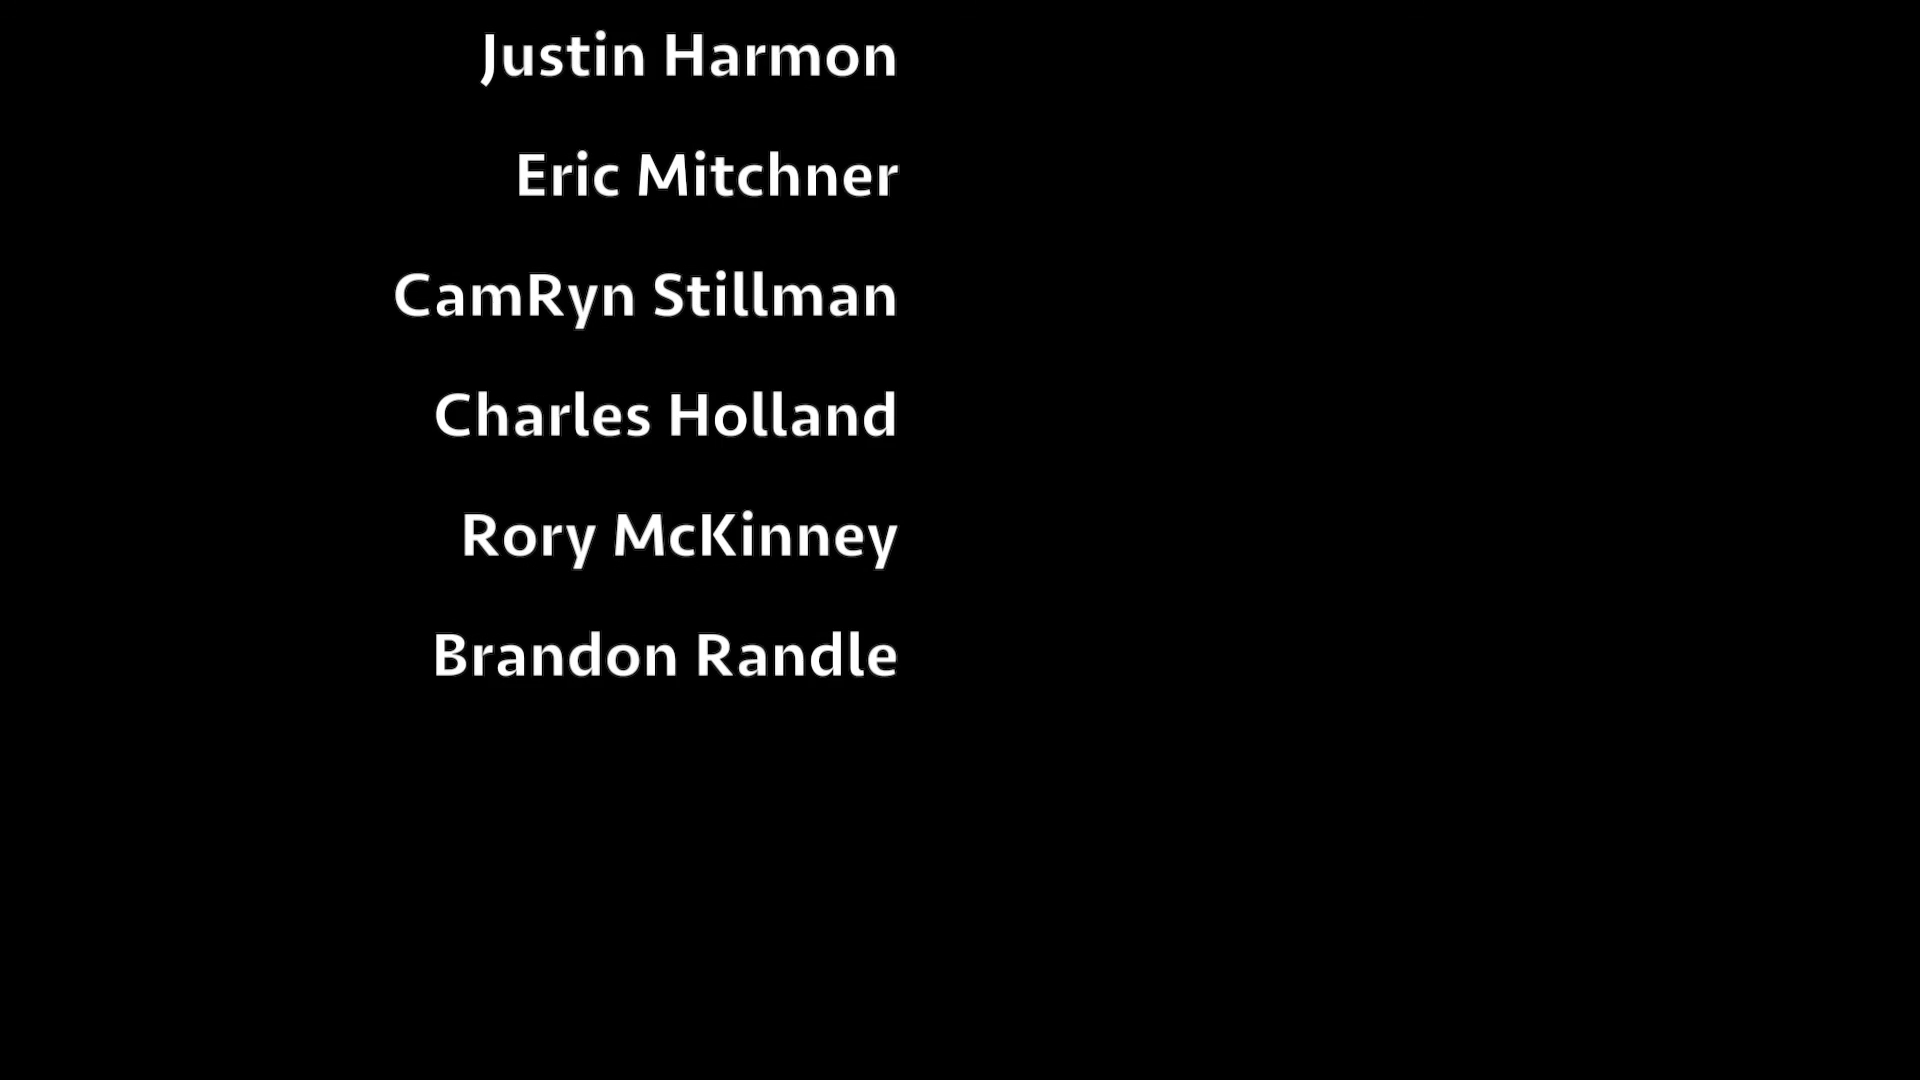 Justin Harmon
Eric Mitchner
CamRyn Stillman
Charles Holland
Rory McKinney
Brandon Randle